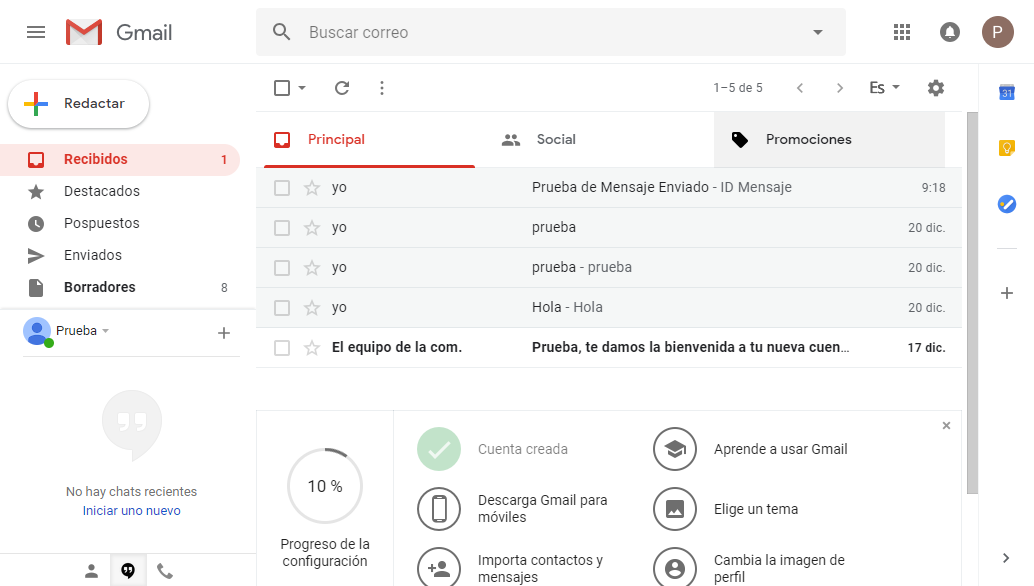 Gmail
Buscar correo
P
Redactar
1–5 de 5
Es
31
Principal
Social
Promociones
Recibidos 1
Destacados
Pospuestos
Enviados
Borradores 8
yo Prueba de Mensaje Enviado - ID Mensaje 9:18
yo prueba 20 dic.
yo prueba - prueba 20 dic.
yo Hola - Hola 20 dic.
El equipo de la com. Prueba, te damos la bienvenida a tu nueva cuen… 17 dic.
Prueba
No hay chats recientes
Iniciar uno nuevo
10 %
Progreso de la
configuración
Cuenta creada
Aprende a usar Gmail
Descarga Gmail para
móviles
Elige un tema
Importa contactos y
mensajes
Cambia la imagen de
perfil